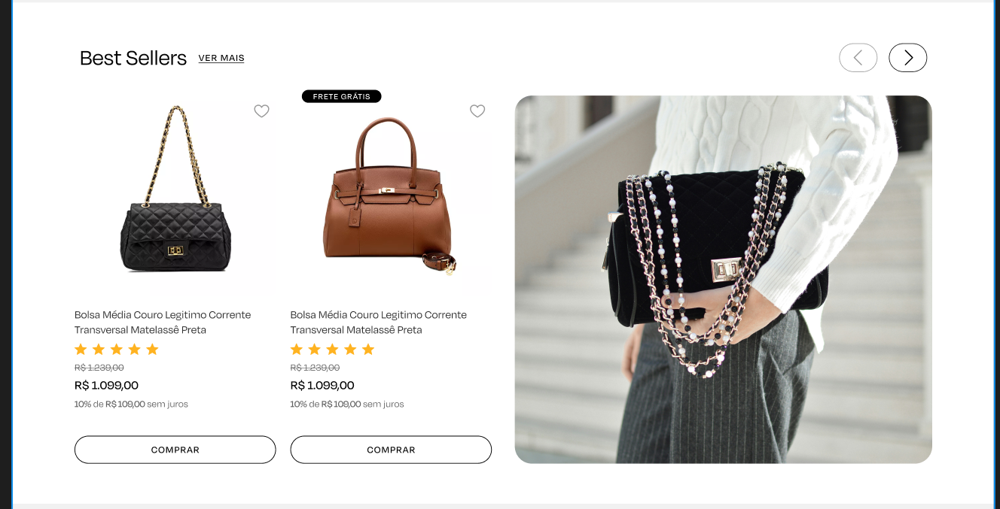 Best Sellers VER MAIS
FRETE GRÁTIS
Bolsa Média Couro Legitimo Corrente
Transversal Matelassê Preta
R$ 1.239,00
R$ 1.099,00
10% de R$109,00 sem juros
COMPRAR
Bolsa Média Couro Legitimo Corrente
Transversal Matelassê Preta
R$ 1.239,00
R$ 1.099,00
10% de R$109,00 sem juros
COMPRAR